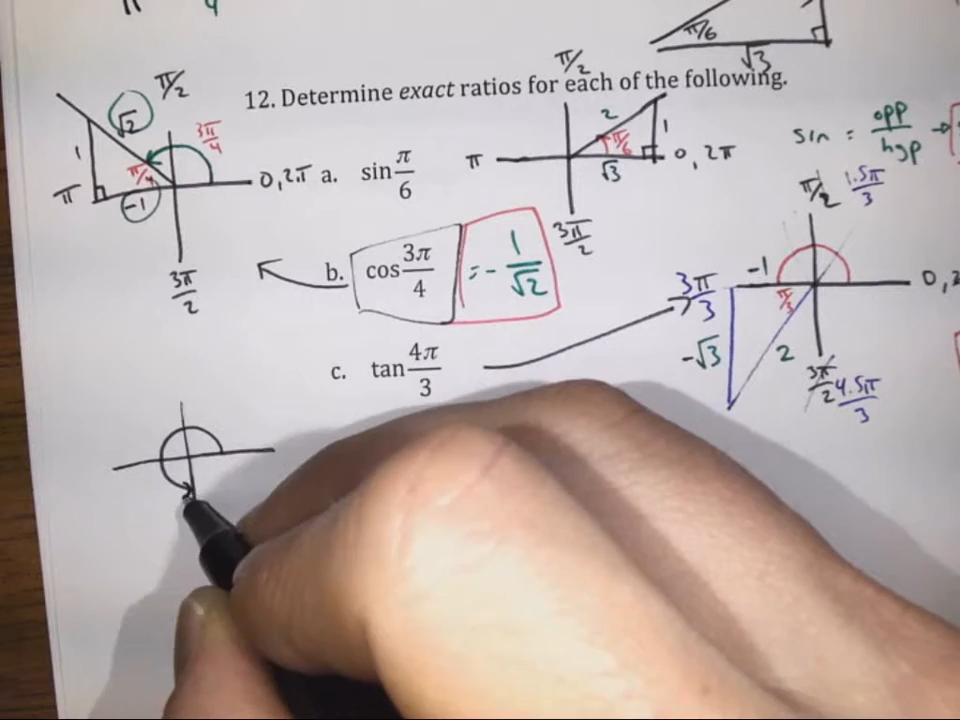 π 4
π/6
√3
π/2
12. Determine exact ratios for each of the following.
π/2
√2
3π/4
1
π/4
π
-1
0, 2π
3π/2
a. sin π/6
π
2
π/6
1
√3
0, 2π
3π/2
sin = opp/hyp →
π/2 1.5π/3
b. cos 3π/4 = - 1/√2
3π/3
-1
π/3
0, 2
-√3
2
3π/2 4.5π/3
c. tan 4π/3